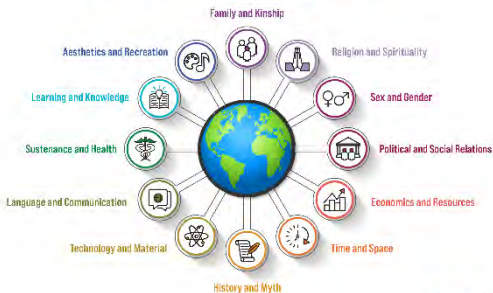 Family and Kinship
Aesthetics and Recreation
Religion and Spirituality
Learning and Knowledge
Sex and Gender
Sustenance and Health
Political and Social Relations
Language and Communication
Economics and Resources
Technology and Material
Time and Space
History and Myth